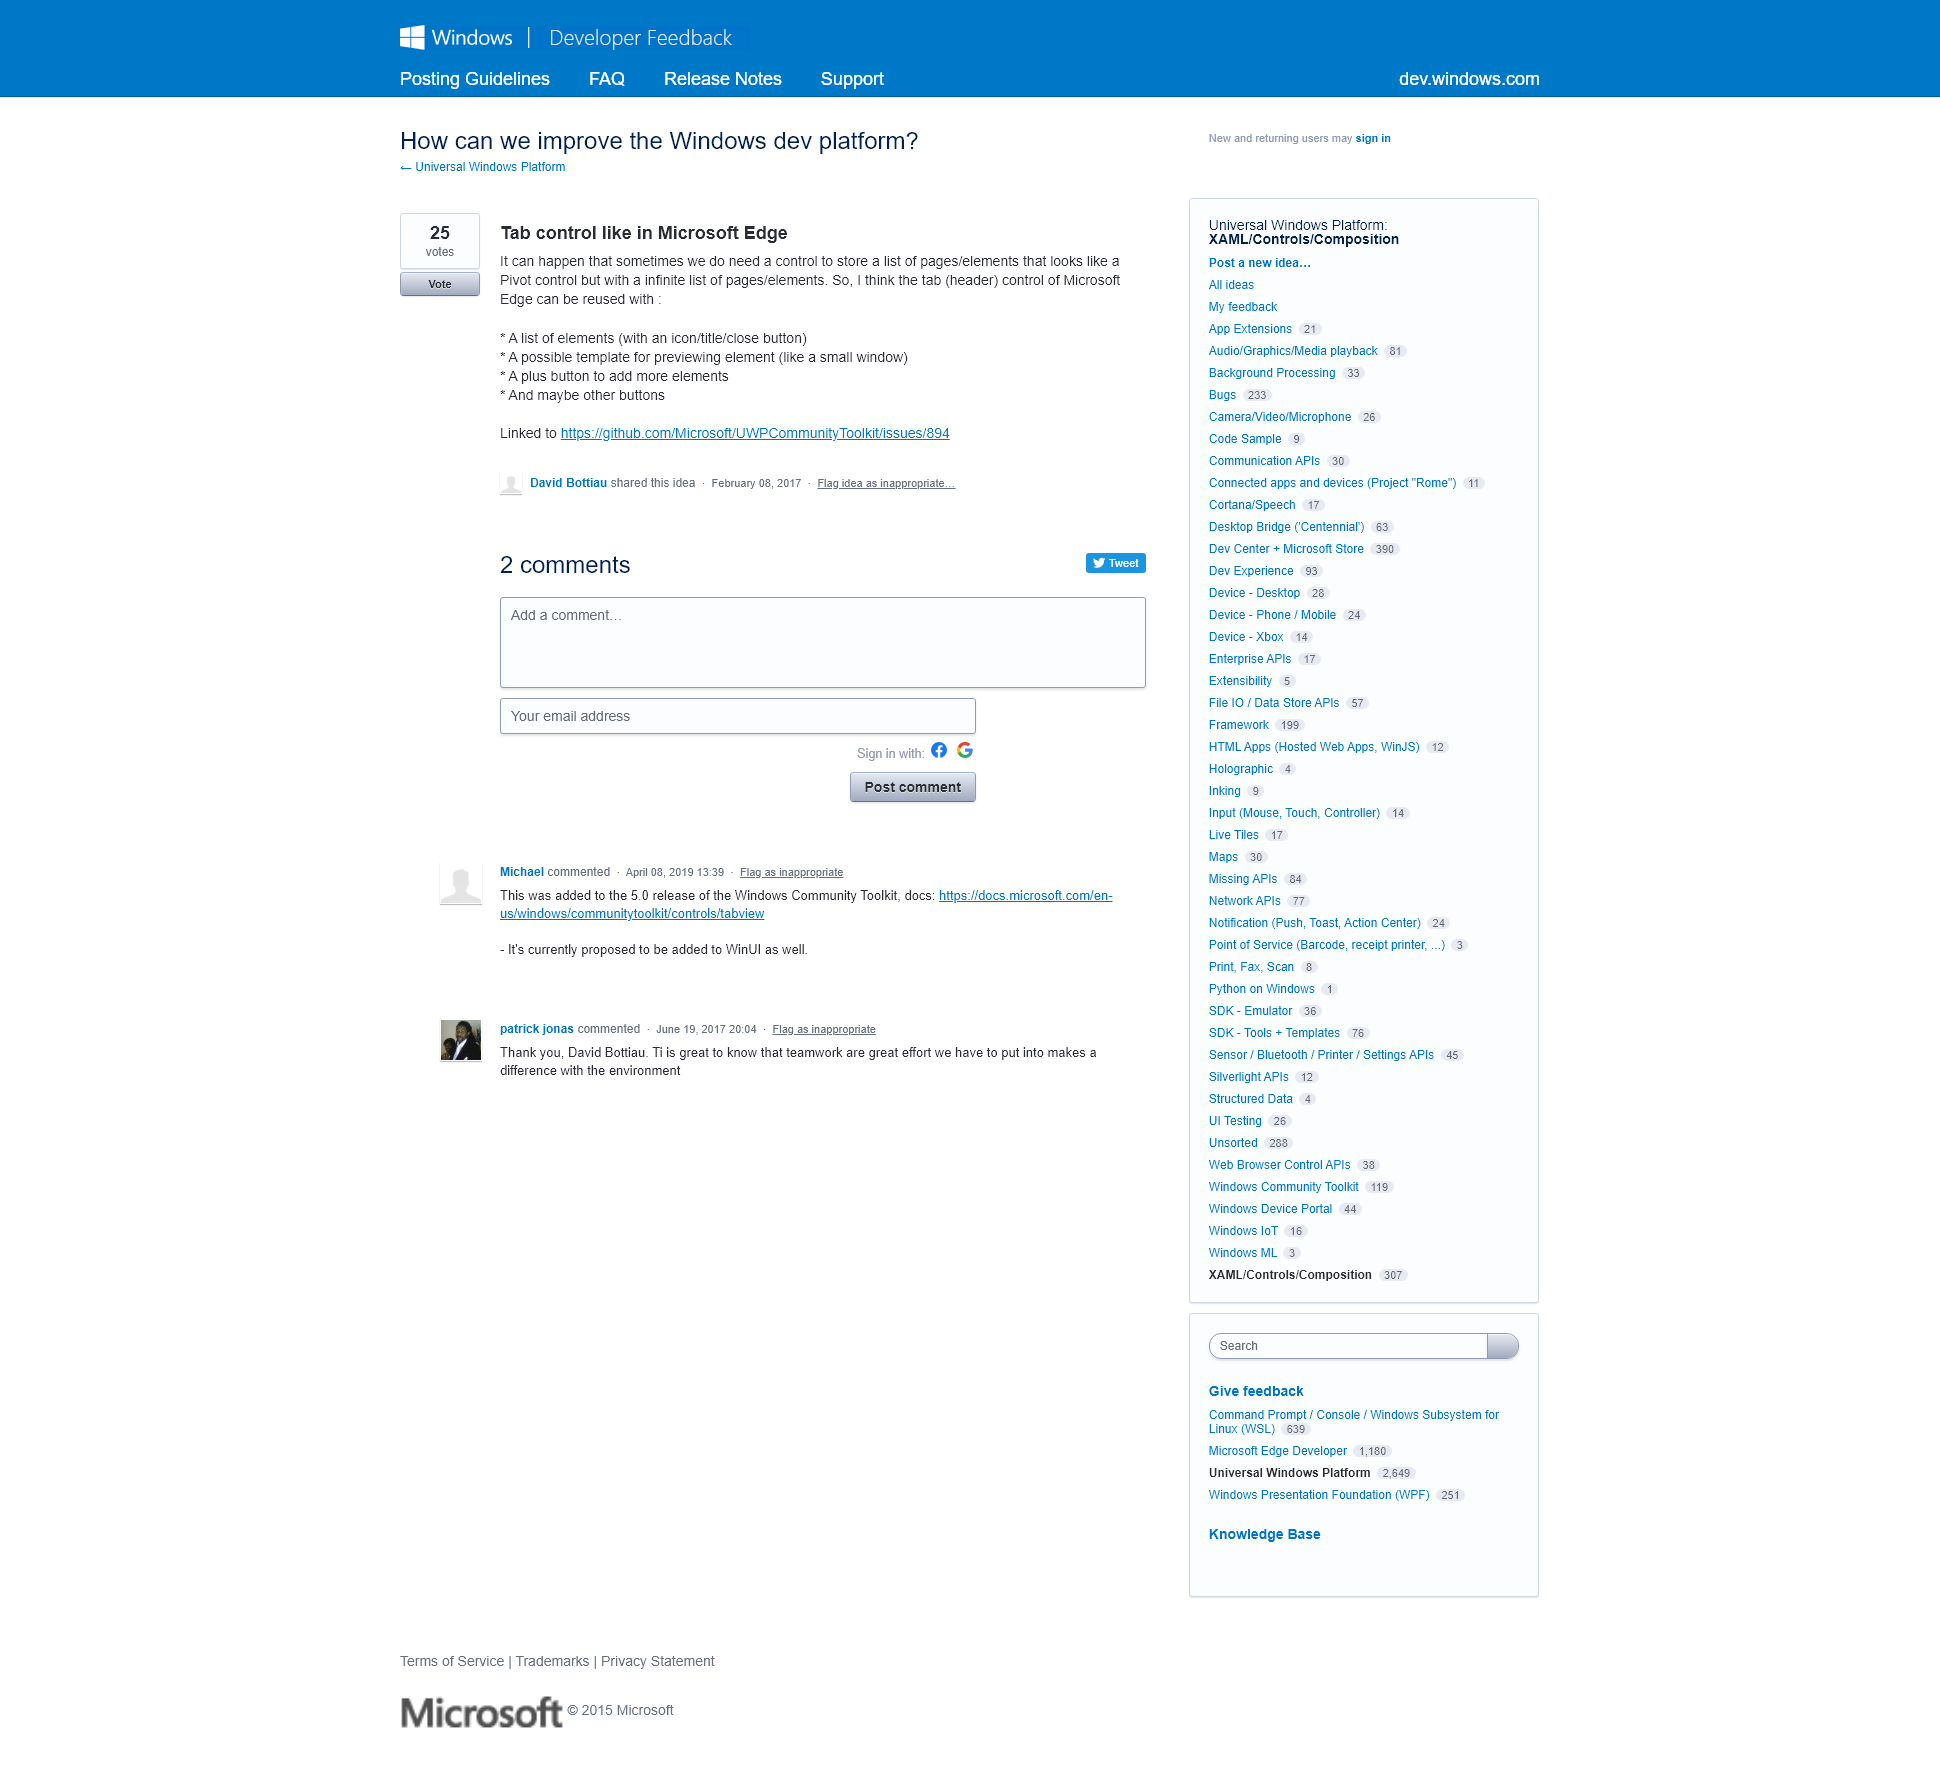 Windows | Developer Feedback
Posting Guidelines FAQ Release Notes Support dev.windows.com
How can we improve the Windows dev platform?
← Universal Windows Platform
New and returning users may sign in
25
votes
Vote
Tab control like in Microsoft Edge
It can happen that sometimes we do need a control to store a list of pages/elements that looks like a
Pivot control but with a infinite list of pages/elements. So, I think the tab (header) control of Microsoft
Edge can be reused with :
* A list of elements (with an icon/title/close button)
* A possible template for previewing element (like a small window)
* A plus button to add more elements
* And maybe other buttons
Linked to https://github.com/Microsoft/UWPCommunityToolkit/issues/894
David Bottiau shared this idea · February 08, 2017 · Flag idea as inappropriate…
2 comments
Tweet
Add a comment…
Your email address
Sign in with:
Post comment
Michael commented · April 08, 2019 13:39 · Flag as inappropriate
This was added to the 5.0 release of the Windows Community Toolkit, docs: https://docs.microsoft.com/en-
us/windows/communitytoolkit/controls/tabview
- It's currently proposed to be added to WinUI as well.
patrick jonas commented · June 19, 2017 20:04 · Flag as inappropriate
Thank you, David Bottiau. Ti is great to know that teamwork are great effort we have to put into makes a
difference with the environment
Universal Windows Platform:
XAML/Controls/Composition
Post a new idea…
All ideas
My feedback
App Extensions 21
Audio/Graphics/Media playback 81
Background Processing 33
Bugs 233
Camera/Video/Microphone 26
Code Sample 9
Communication APIs 30
Connected apps and devices (Project "Rome") 11
Cortana/Speech 17
Desktop Bridge ('Centennial') 63
Dev Center + Microsoft Store 390
Dev Experience 93
Device - Desktop 28
Device - Phone / Mobile 24
Device - Xbox 14
Enterprise APIs 17
Extensibility 5
File IO / Data Store APIs 57
Framework 199
HTML Apps (Hosted Web Apps, WinJS) 12
Holographic 4
Inking 9
Input (Mouse, Touch, Controller) 14
Live Tiles 17
Maps 30
Missing APIs 84
Network APIs 77
Notification (Push, Toast, Action Center) 24
Point of Service (Barcode, receipt printer, ...) 3
Print, Fax, Scan 8
Python on Windows 1
SDK - Emulator 36
SDK - Tools + Templates 76
Sensor / Bluetooth / Printer / Settings APIs 45
Silverlight APIs 12
Structured Data 4
UI Testing 26
Unsorted 288
Web Browser Control APIs 38
Windows Community Toolkit 119
Windows Device Portal 44
Windows IoT 16
Windows ML 3
XAML/Controls/Composition 307
Search
Give feedback
Command Prompt / Console / Windows Subsystem for
Linux (WSL) 639
Microsoft Edge Developer 1,180
Universal Windows Platform 2,649
Windows Presentation Foundation (WPF) 251
Knowledge Base
Terms of Service | Trademarks | Privacy Statement
Microsoft © 2015 Microsoft